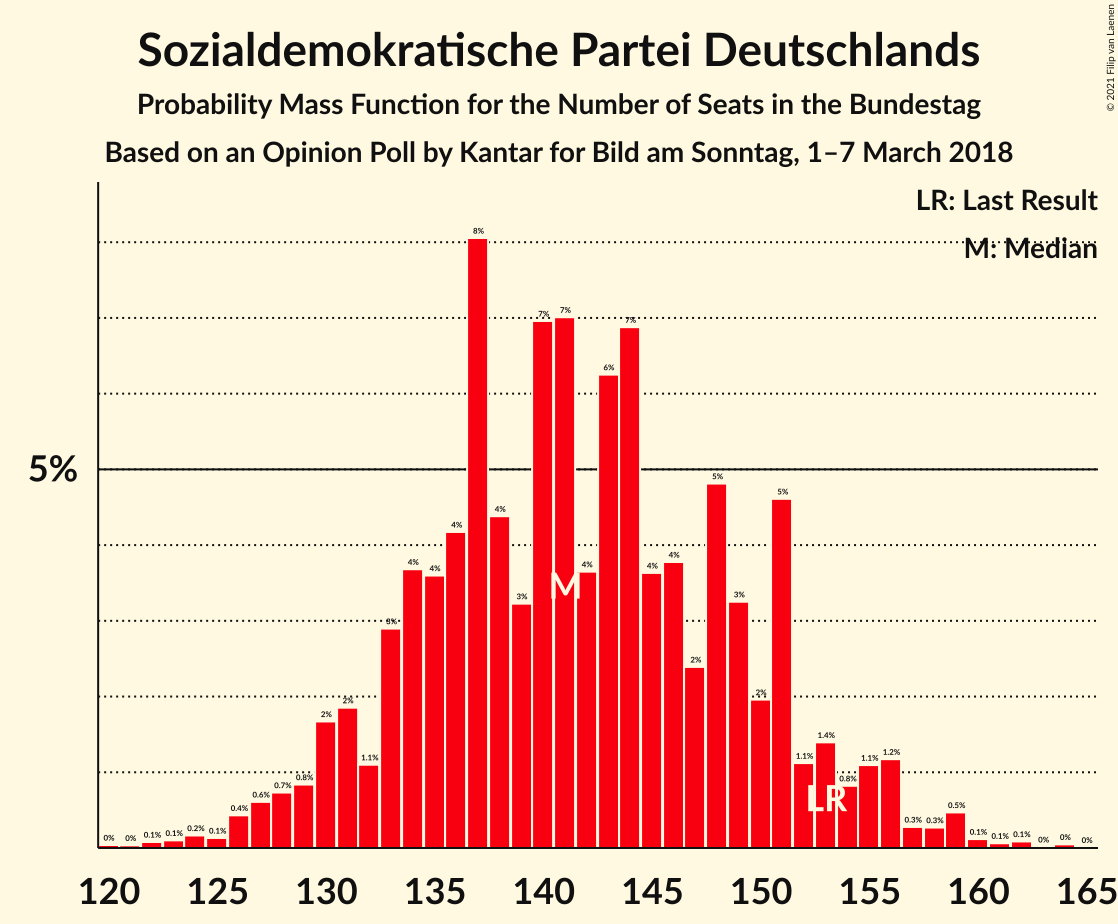 Sozialdemokratische Partei Deutschlands
Probability Mass Function for the Number of Seats in the Bundestag
Based on an Opinion Poll by Kantar for Bild am Sonntag, 1–7 March 2018
© 2021 Filip van Laenen
LR: Last Result
M: Median
5%
0% 0% 0.1% 0.1% 0.2% 0.1% 0.4% 0.6% 0.7% 0.8% 2% 2% 1.1% 3% 4% 4% 4% 8% 4% 3% 7% 7% 4% 6% 7% 4% 4% 2% 5% 3% 2% 5% 1.1% 1.4% 0.8% 1.1% 1.2% 0.3% 0.3% 0.5% 0.1% 0.1% 0.1% 0% 0% 0%
M
LR
120 125 130 135 140 145 150 155 160 165